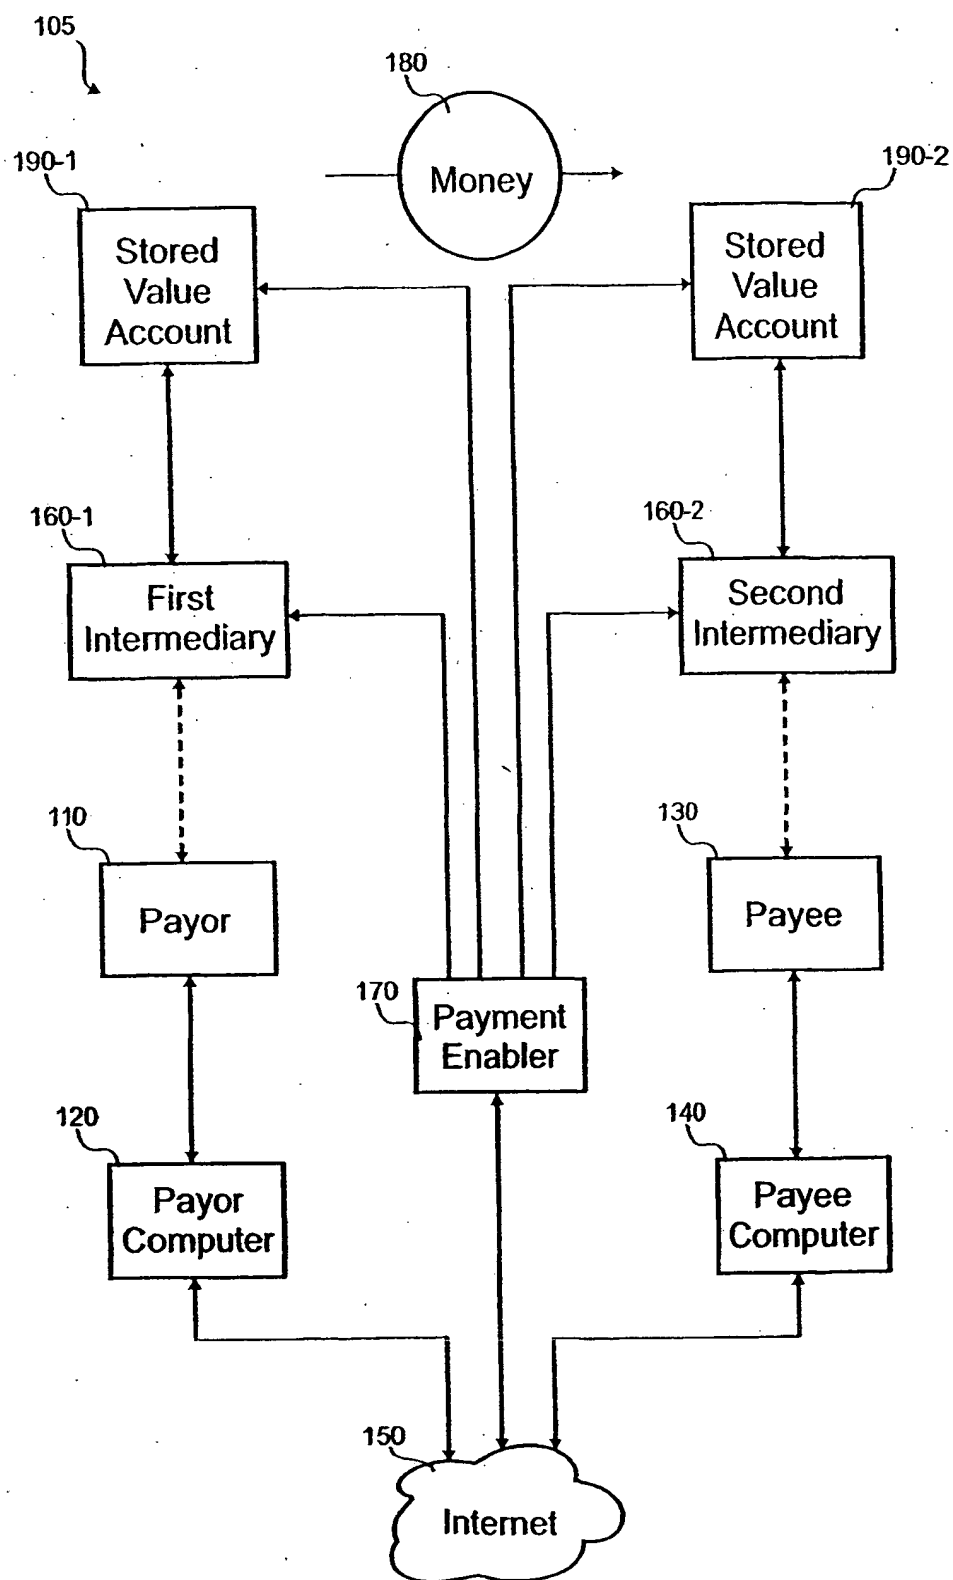 105
180
Money
190-1
190-2
Stored
Value
Account
Stored
Value
Account
160-1
160-2
First
Intermediary
Second
Intermediary
110
130
Payor
Payee
170
Payment
Enabler
120
140
Payor
Computer
Payee
Computer
150
Internet